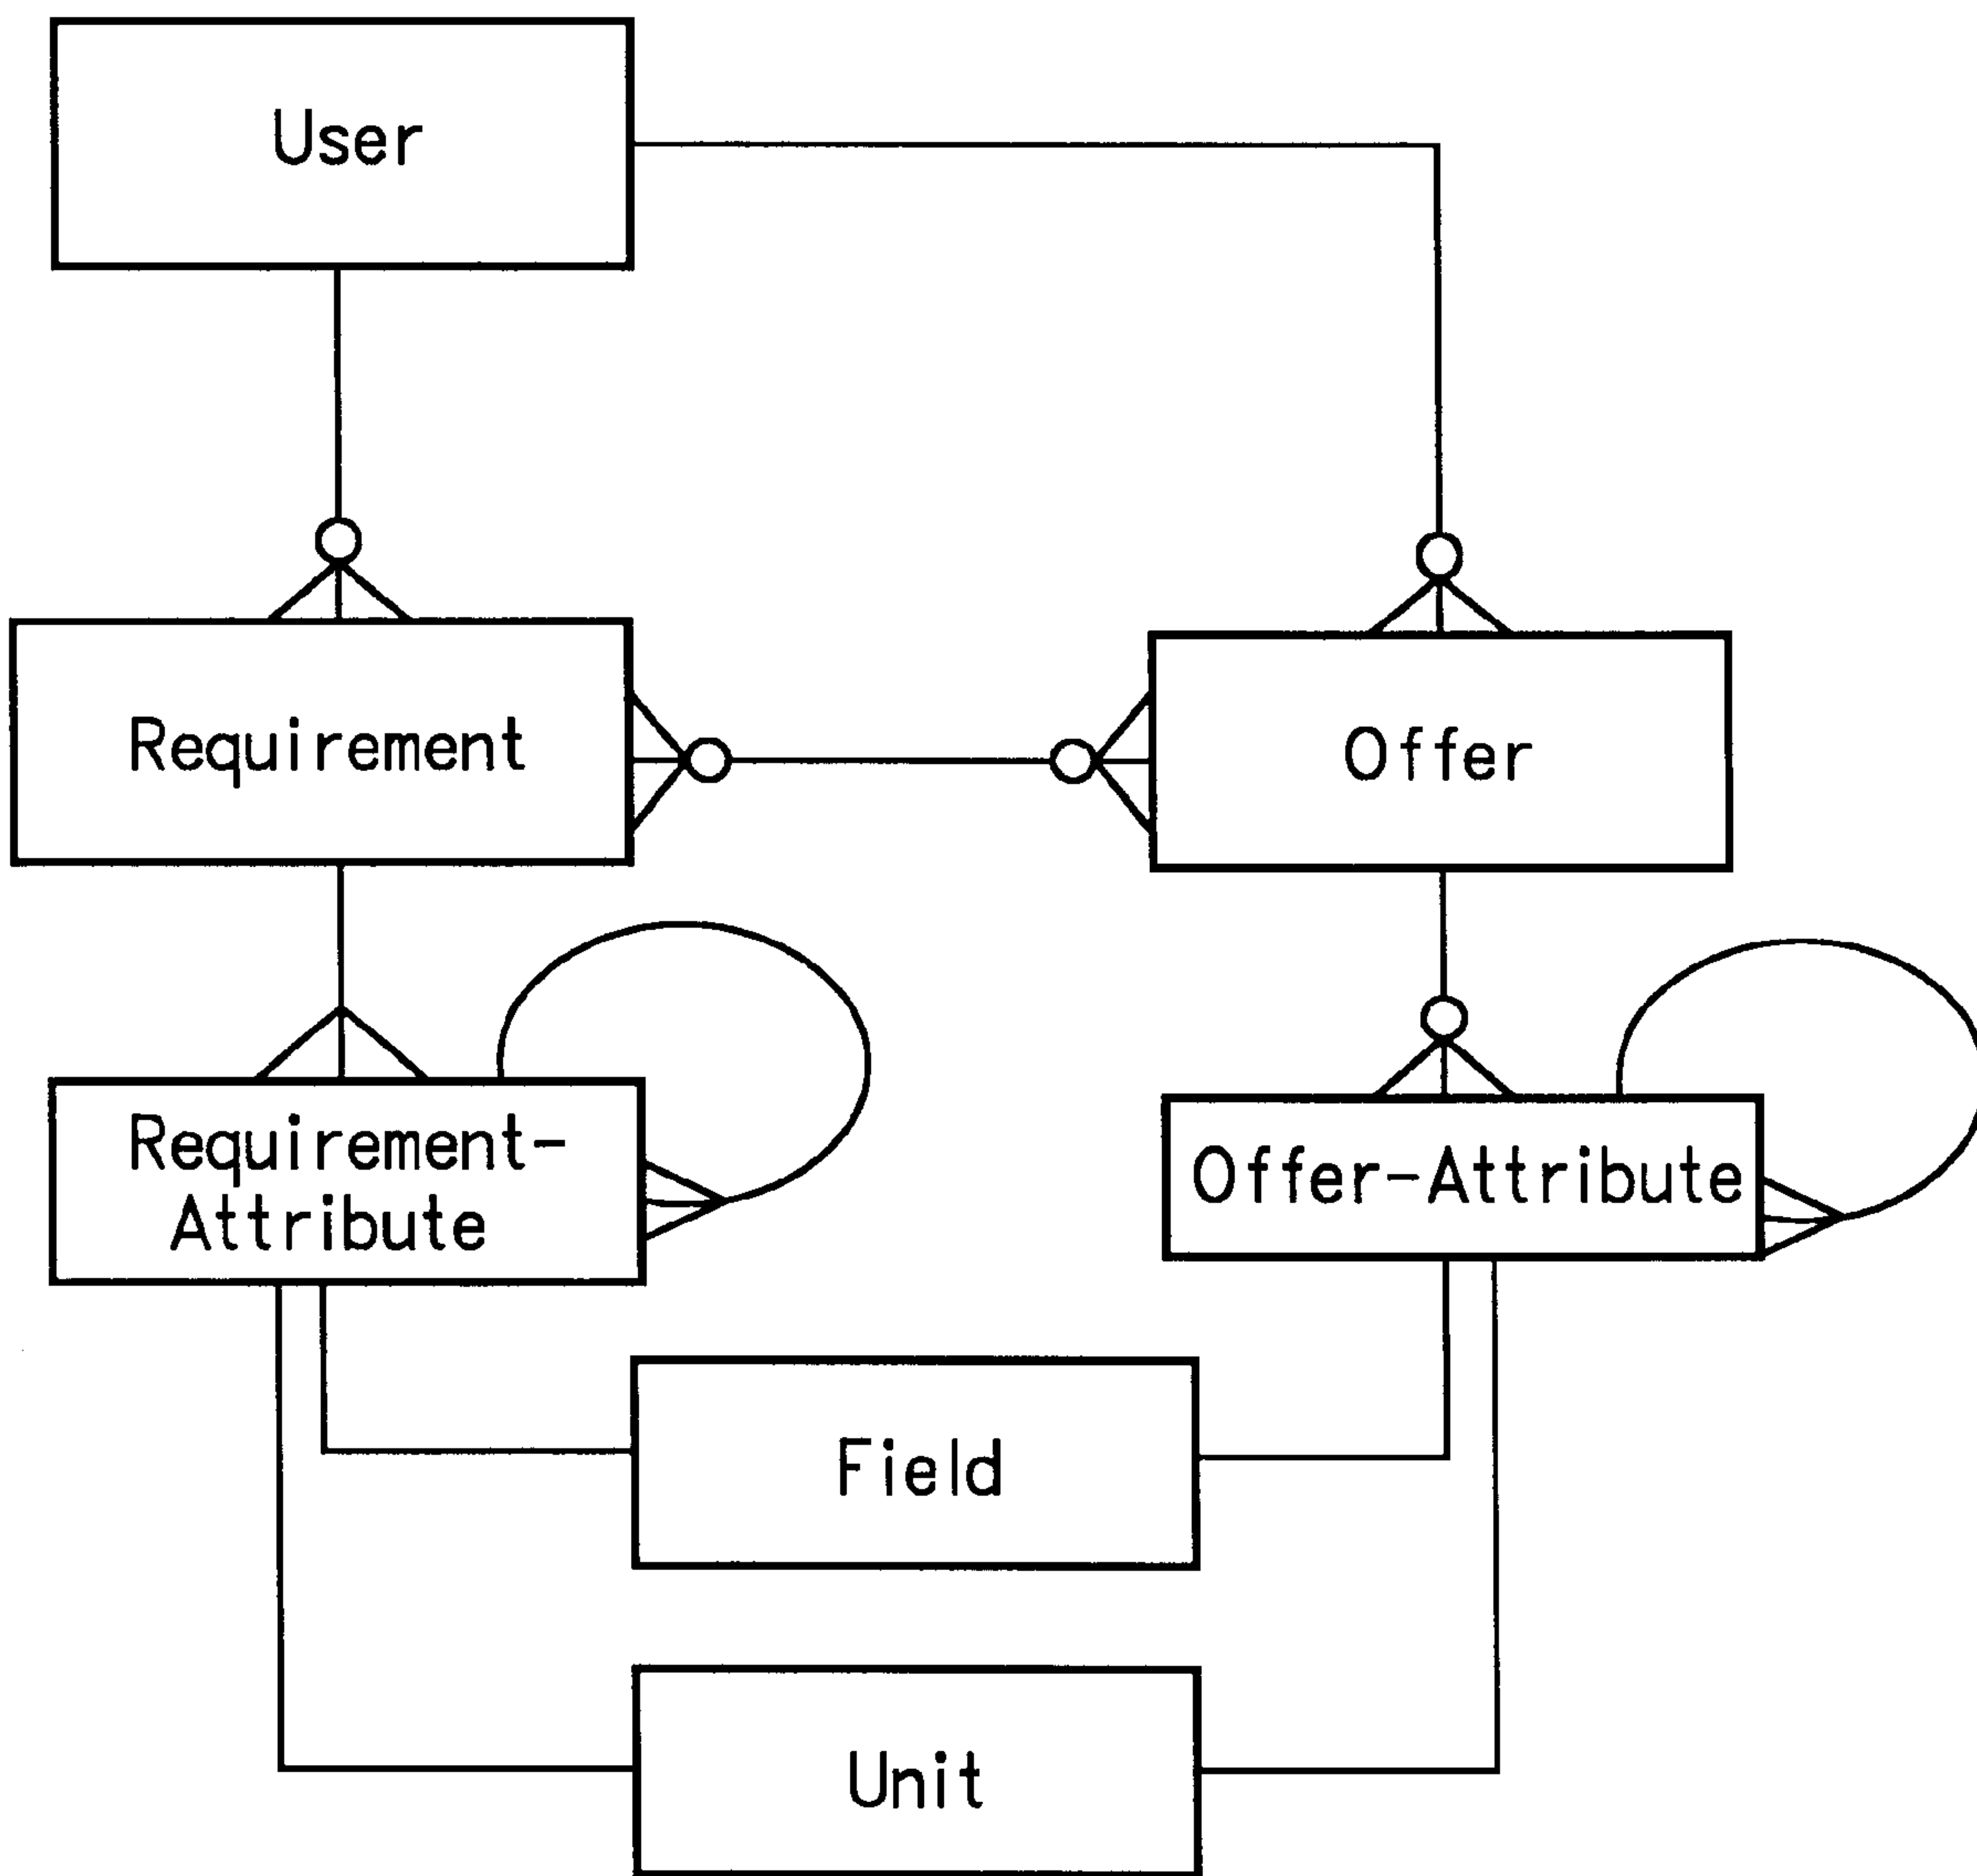 User
Requirement
Offer
Requirement-
Attribute
Offer-Attribute
Field
Unit